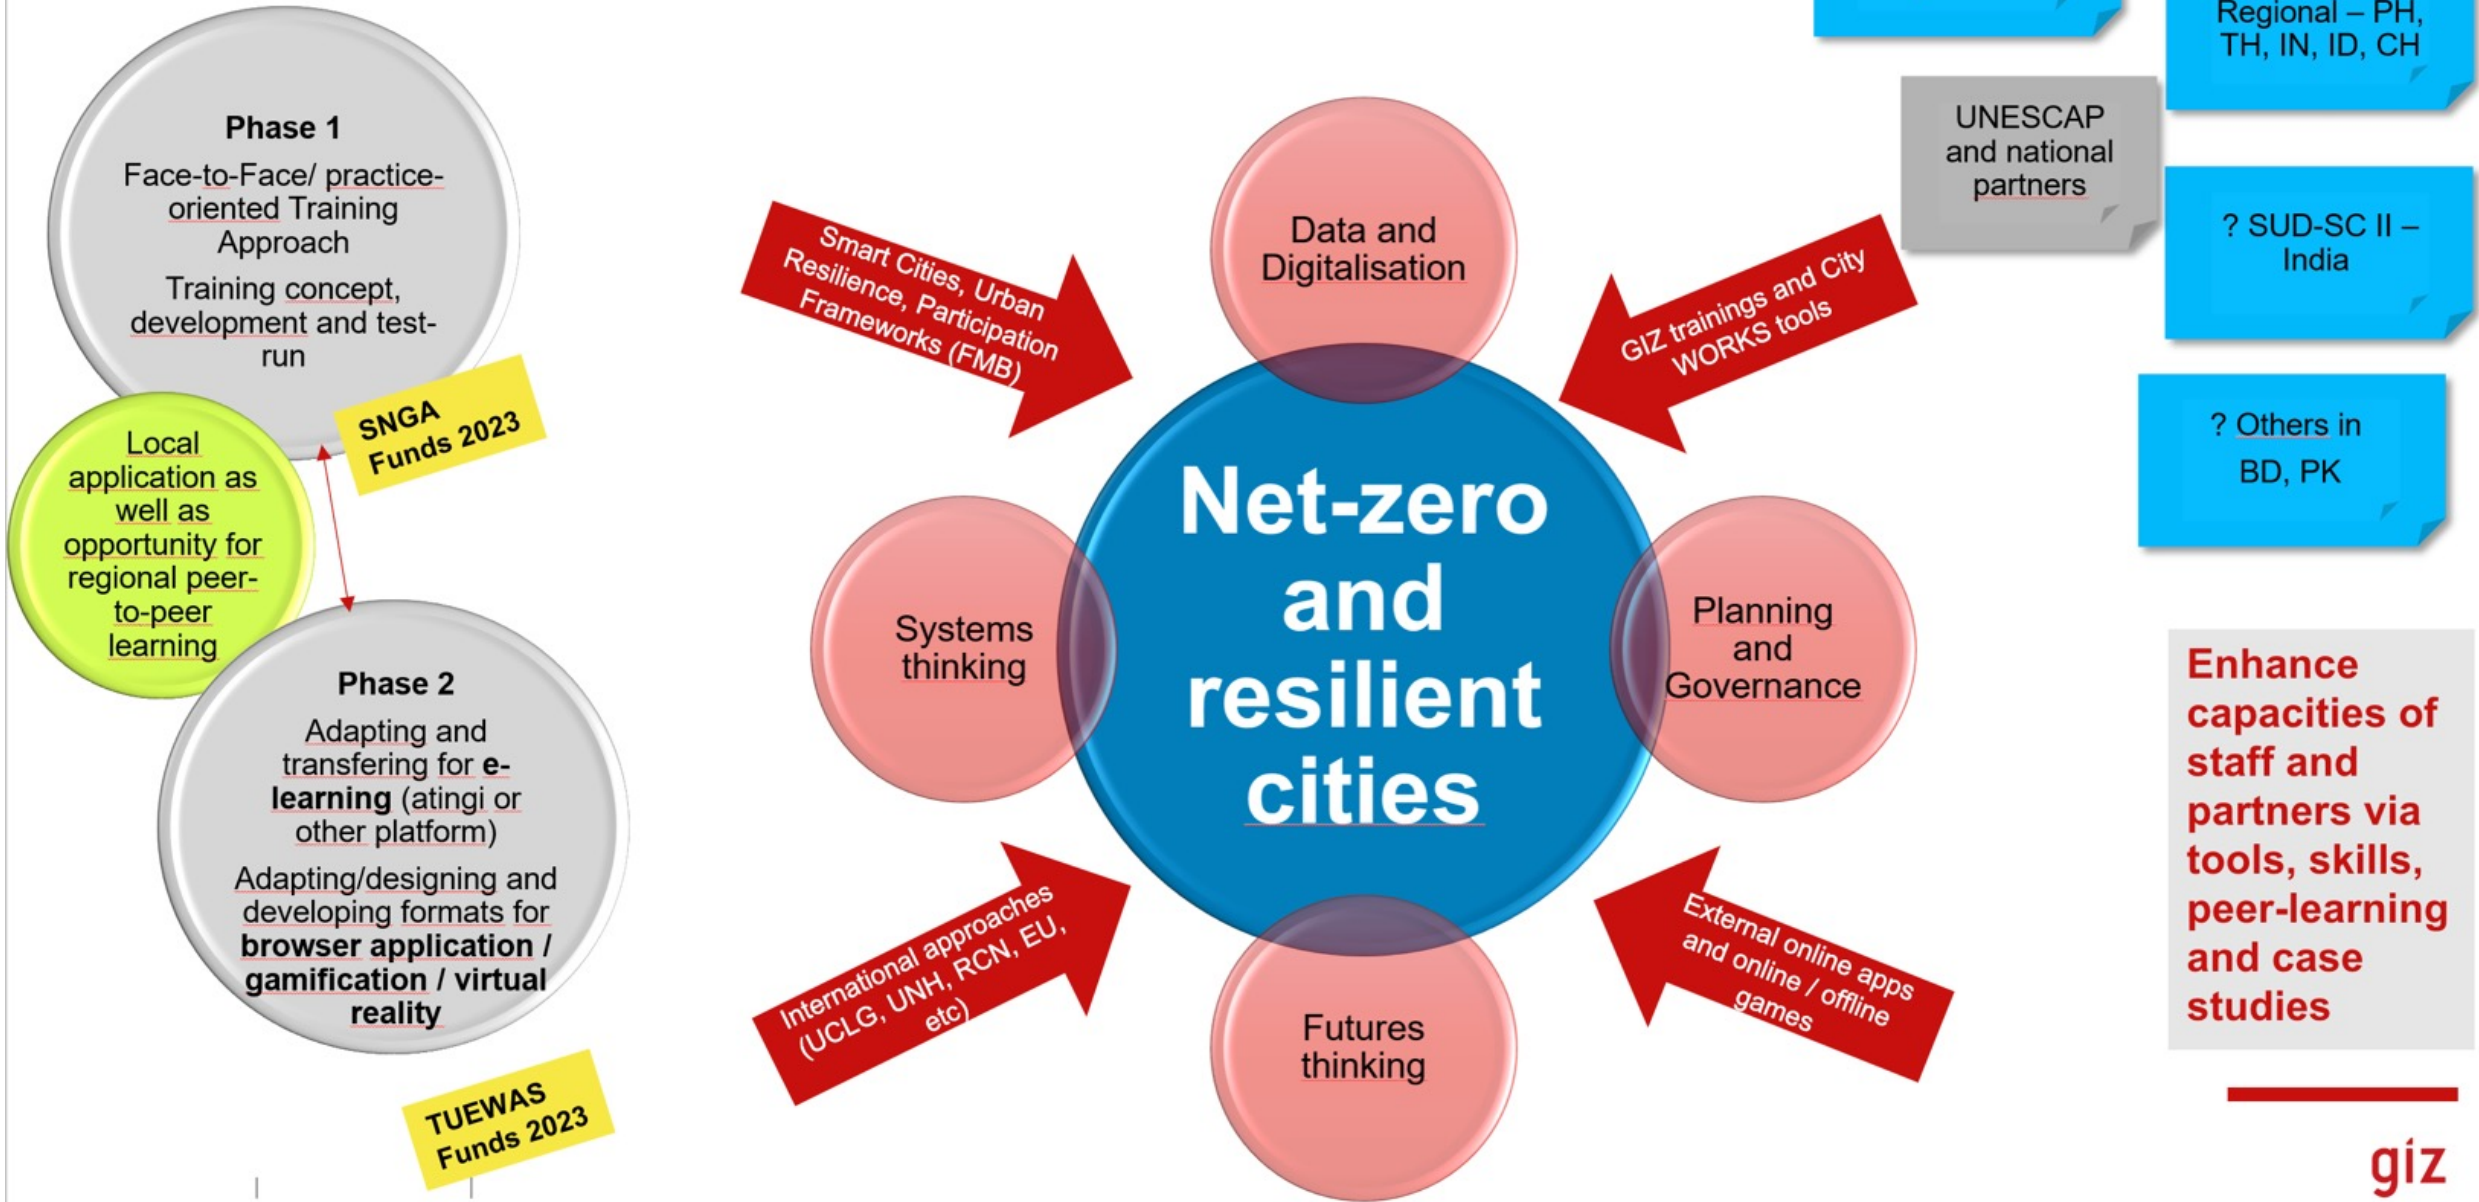 Phase 1
Face-to-Face/ practice-
oriented Training
Approach
Training concept,
development and test-
run
SNGA
Funds 2023
Local
application as
well as
opportunity for
regional peer-
to-peer
learning
Phase 2
Adapting and
transfering for e-
learning (atingi or
other platform)
Adapting/designing and
developing formats for
browser application /
gamification / virtual
reality
TUEWAS
Funds 2023
Smart Cities, Urban
Resilience, Participation
Frameworks (FMB)
Data and
Digitalisation
GIZ trainings and City
WORKS tools
Systems
thinking
Net-zero
and
resilient
cities
Planning
and
Governance
International approaches
(UCLG, UNH, RCN, EU,
etc)
Futures
thinking
External online apps
and online / offline
games
Regional – PH,
TH, IN, ID, CH
UNESCAP
and national
partners
? SUD-SC II –
India
? Others in
BD, PK
Enhance
capacities of
staff and
partners via
tools, skills,
peer-learning
and case
studies
giz